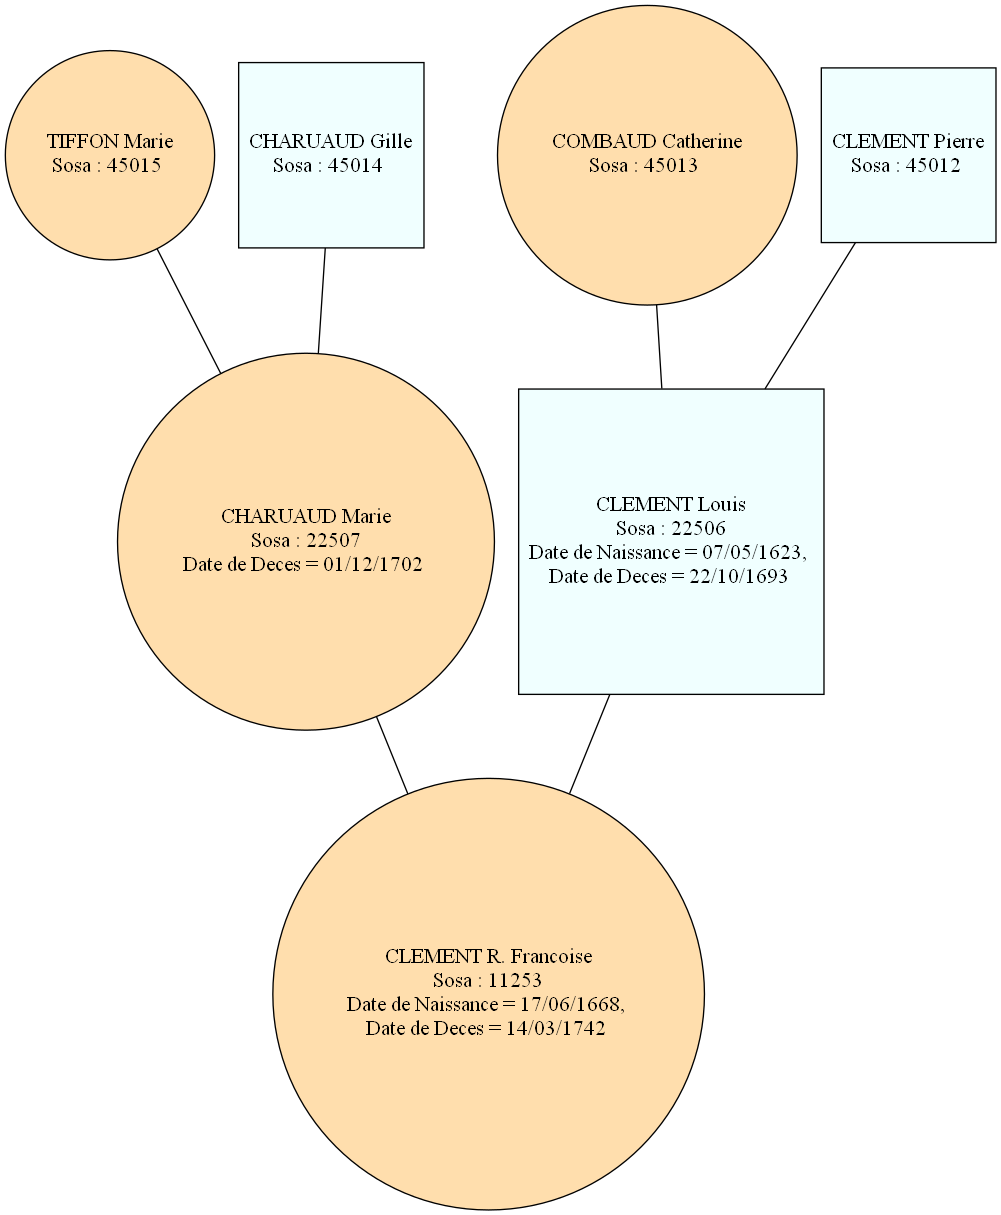 TIFFON Marie
Sosa : 45015
CHARUAUD Gille
Sosa : 45014
COMBAUD Catherine
Sosa : 45013
CLEMENT Pierre
Sosa : 45012
CHARUAUD Marie
Sosa : 22507
Date de Deces = 01/12/1702
CLEMENT Louis
Sosa : 22506
Date de Naissance = 07/05/1623,
Date de Deces = 22/10/1693
CLEMENT R. Francoise
Sosa : 11253
Date de Naissance = 17/06/1668,
Date de Deces = 14/03/1742